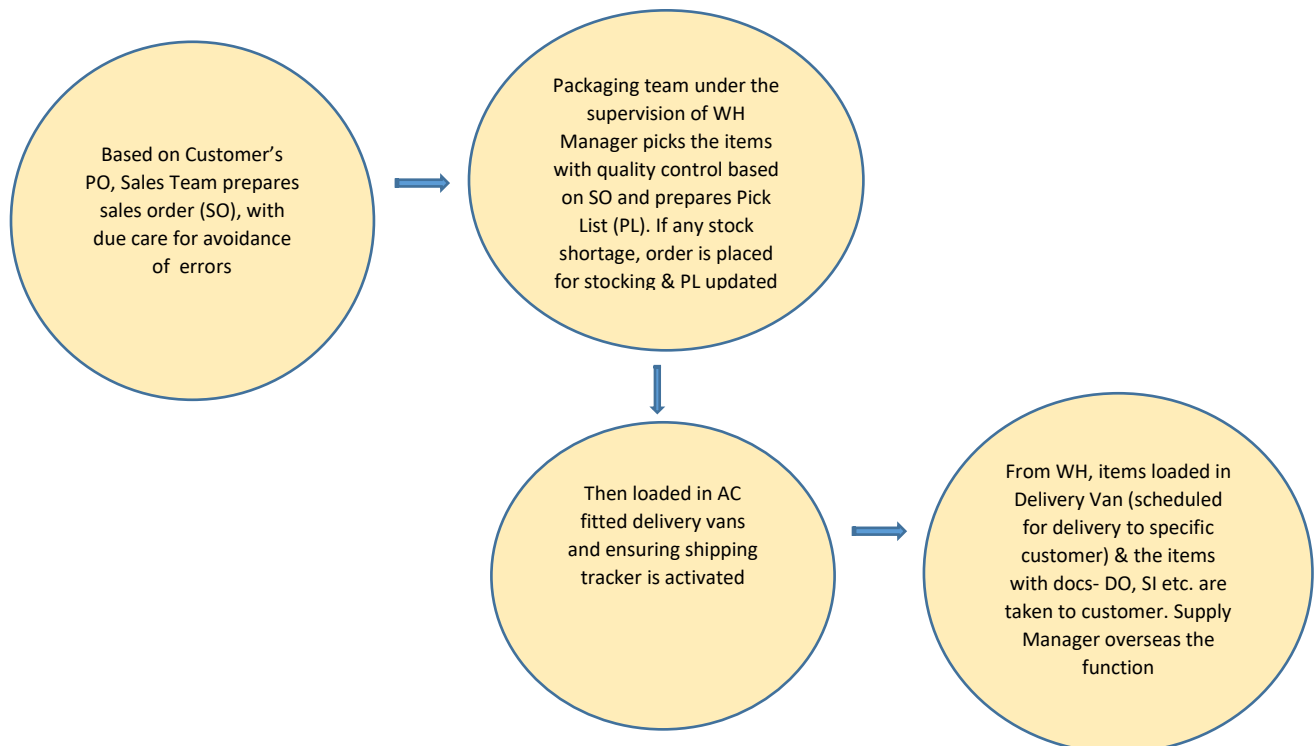 Based on Customer's
PO, Sales Team prepares
sales order (SO), with
due care for avoidance
of errors
Packaging team under the
supervision of WH
Manager picks the items
with quality control based
on SO and prepares Pick
List (PL). If any stock
shortage, order is placed
for stocking & PL updated
Then loaded in AC
fitted delivery vans
and ensuring shipping
tracker is activated
From WH, items loaded in
Delivery Van (scheduled
for delivery to specific
customer) & the items
with docs- DO, SI etc. are
taken to customer. Supply
Manager overseas the
function